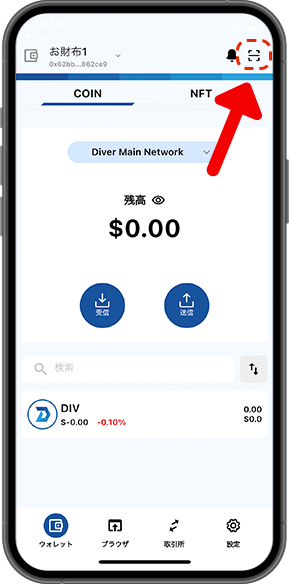 お財布1
0x62bb...862ce9
COIN
NFT
Diver Main Network
残高
$0.00
受信
送信
検索
DIV
0.00
$-0.00 -0.10%
$0.0
ウォレット
ブラウザ
取引所
設定